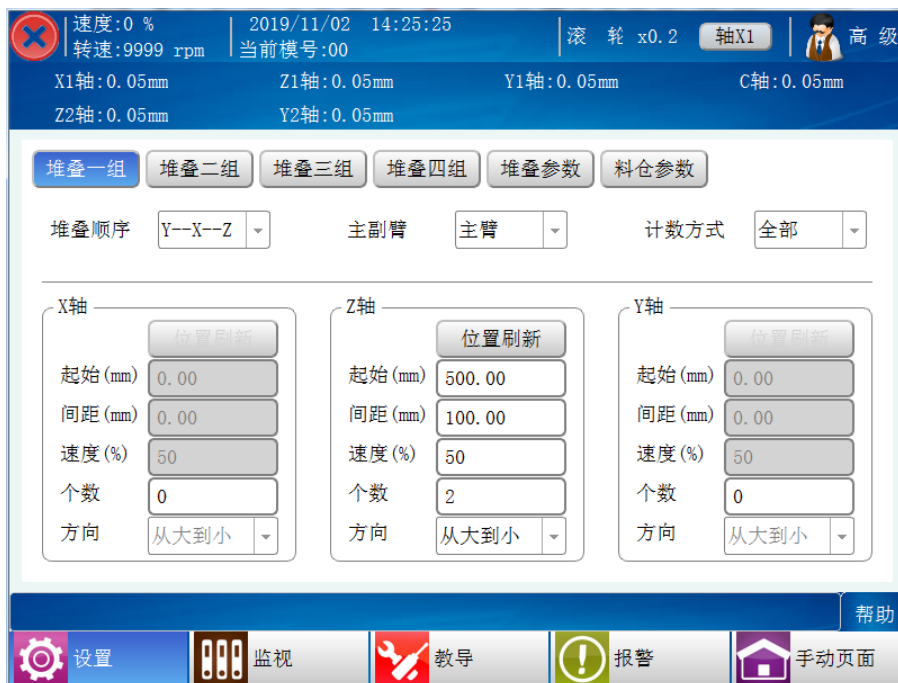 速度:0 % 2019/11/02 14:25:25 滚 轮 x0.2 轴X1 高 级
转速:9999 rpm 当前模号:00
X1轴:0.05mm Z1轴:0.05mm Y1轴:0.05mm C轴:0.05mm
Z2轴:0.05mm Y2轴:0.05mm
堆叠一组 堆叠二组 堆叠三组 堆叠四组 堆叠参数 料仓参数
堆叠顺序 Y--X--Z 主副臂 主臂 计数方式 全部
X轴 Z轴 Y轴
位置刷新 位置刷新 位置刷新
起始(mm) 0.00 起始(mm) 500.00 起始(mm) 0.00
间距(mm) 0.00 间距(mm) 100.00 间距(mm) 0.00
速度(%) 50 速度(%) 50 速度(%) 50
个数 0 个数 2 个数 0
方向 从大到小 方向 从大到小 方向 从大到小
帮助
设置 监视 教导 报警 手动页面